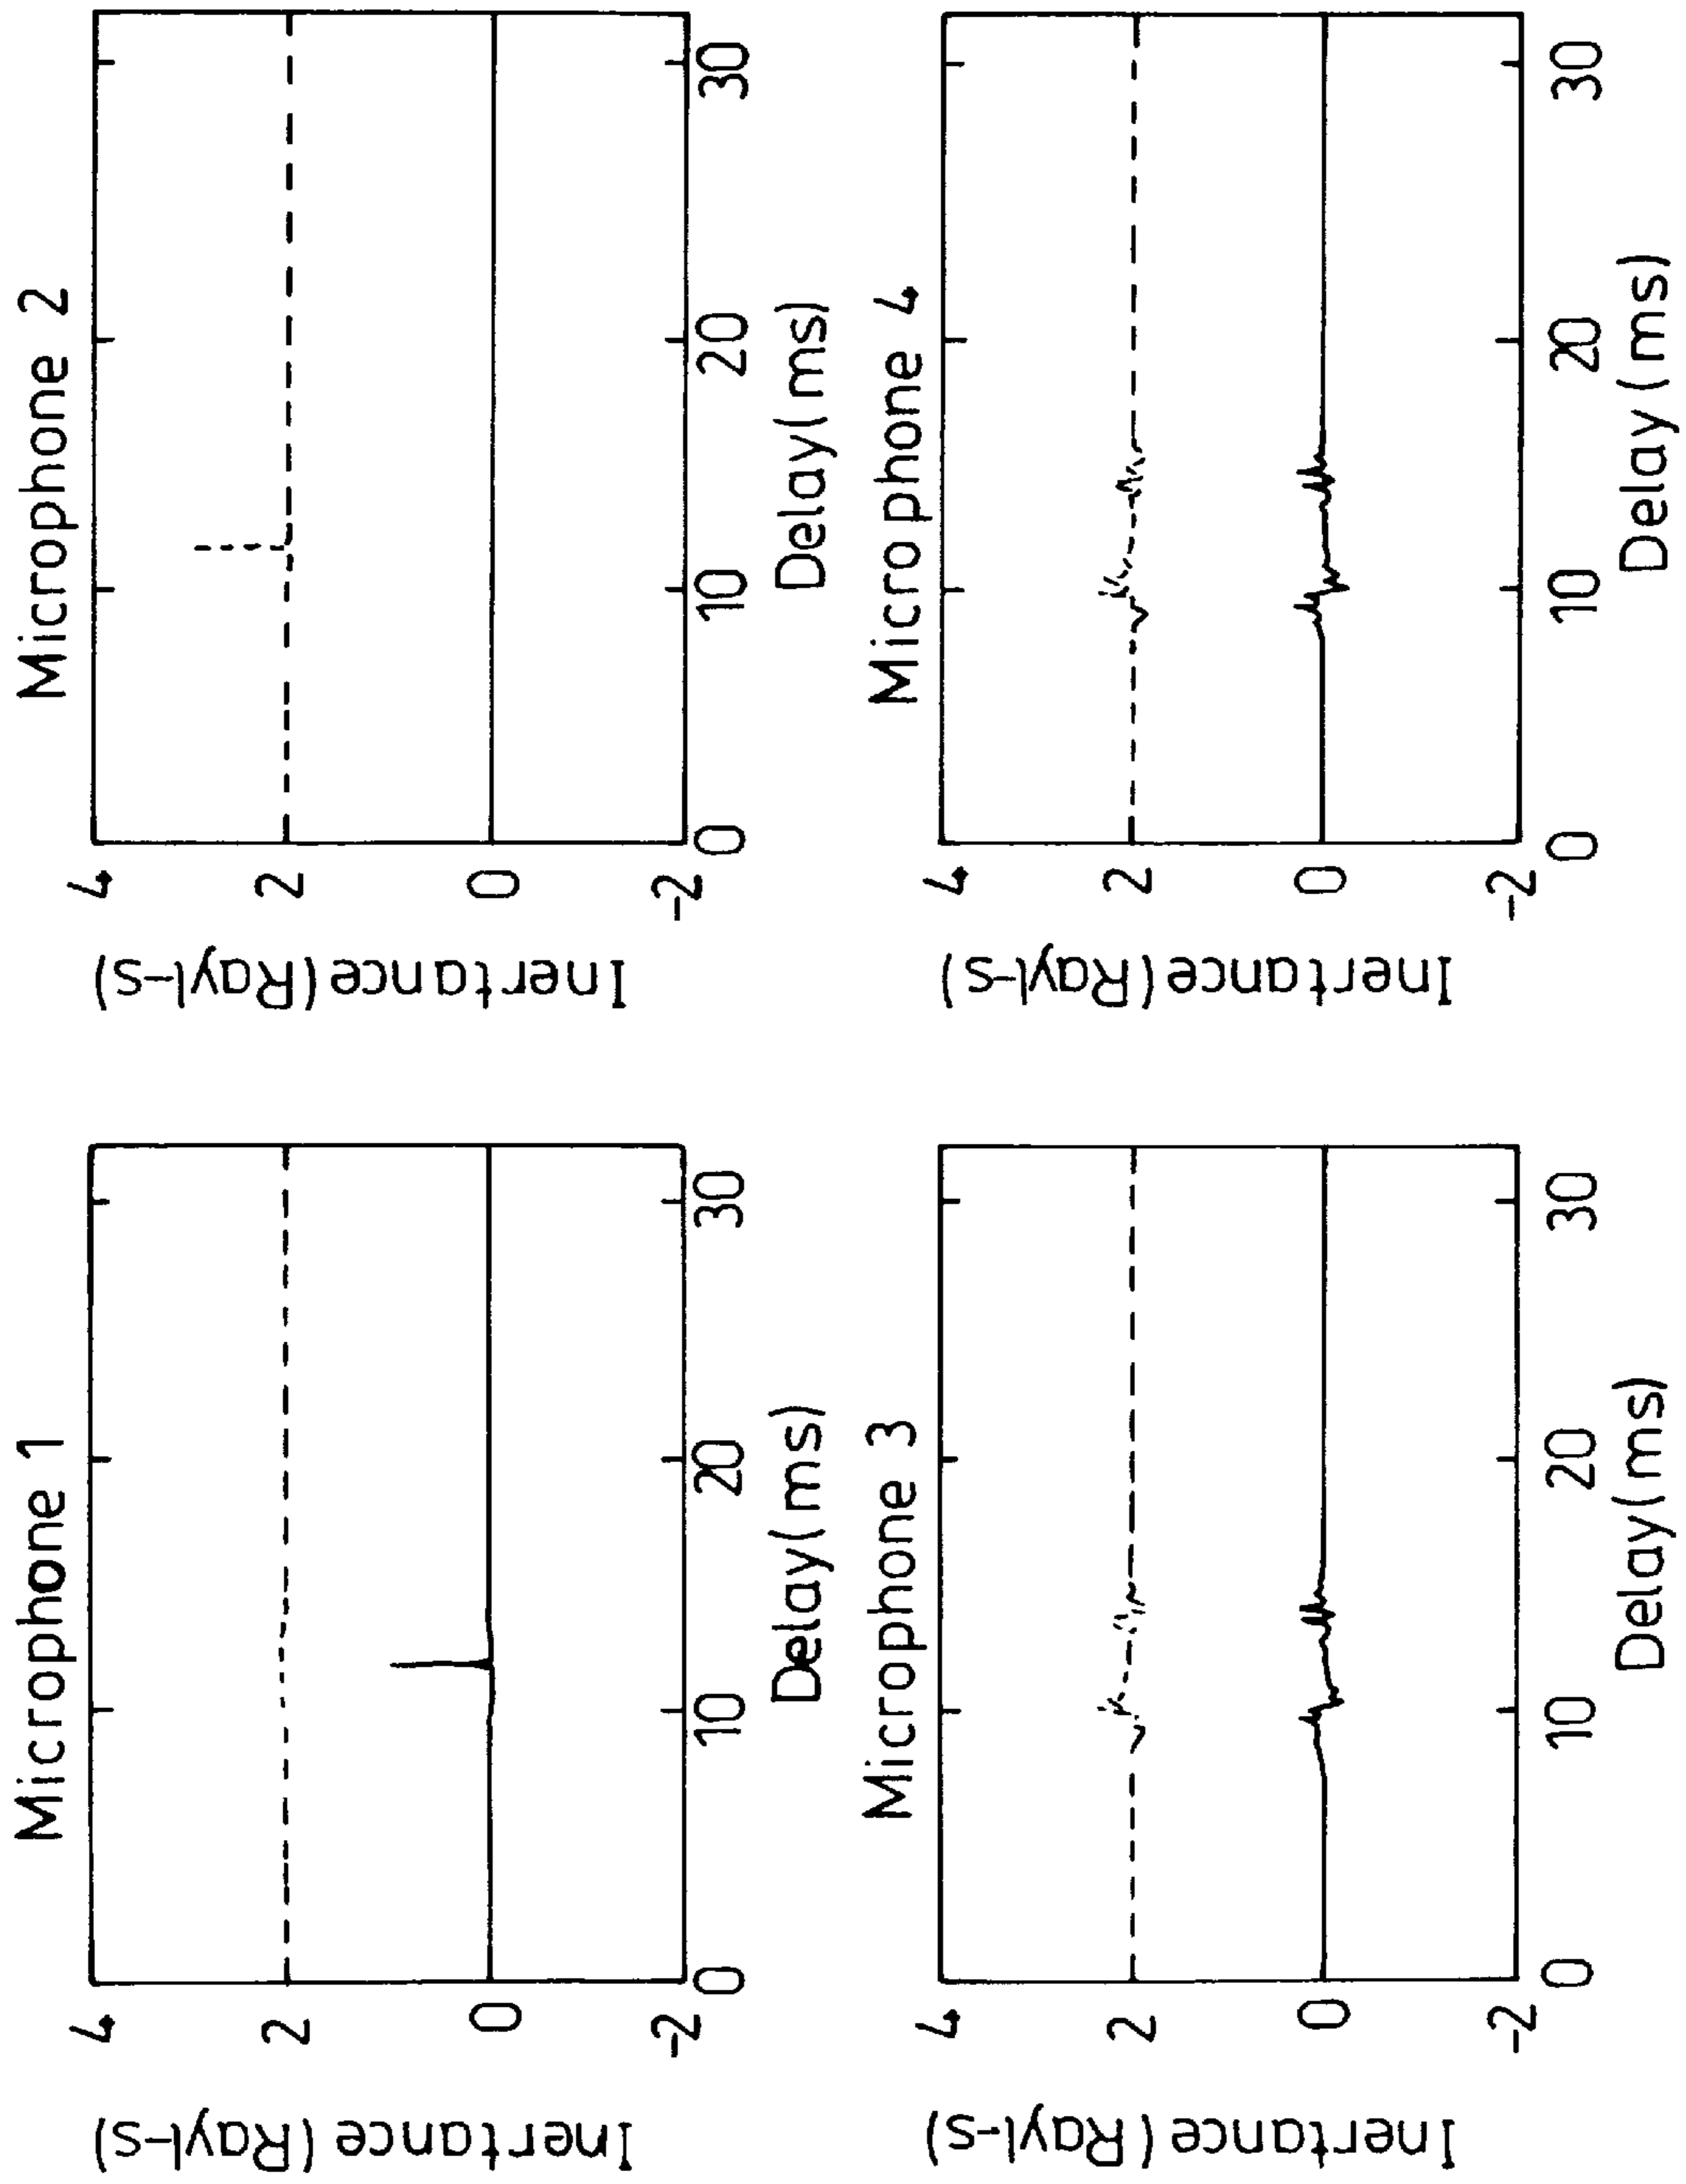 Microphone 1
Inertance (Rayl-s)
4
2
0
-2
0
10
20
30
Delay(ms)
Microphone 2
Inertance (Rayl-s)
4
2
0
-2
0
10
20
30
Delay(ms)
Microphone 3
Inertance (Rayl-s)
4
2
0
-2
0
10
20
30
Delay(ms)
Microphone 4
Inertance (Rayl-s)
4
2
0
-2
0
10
20
30
Delay (ms)